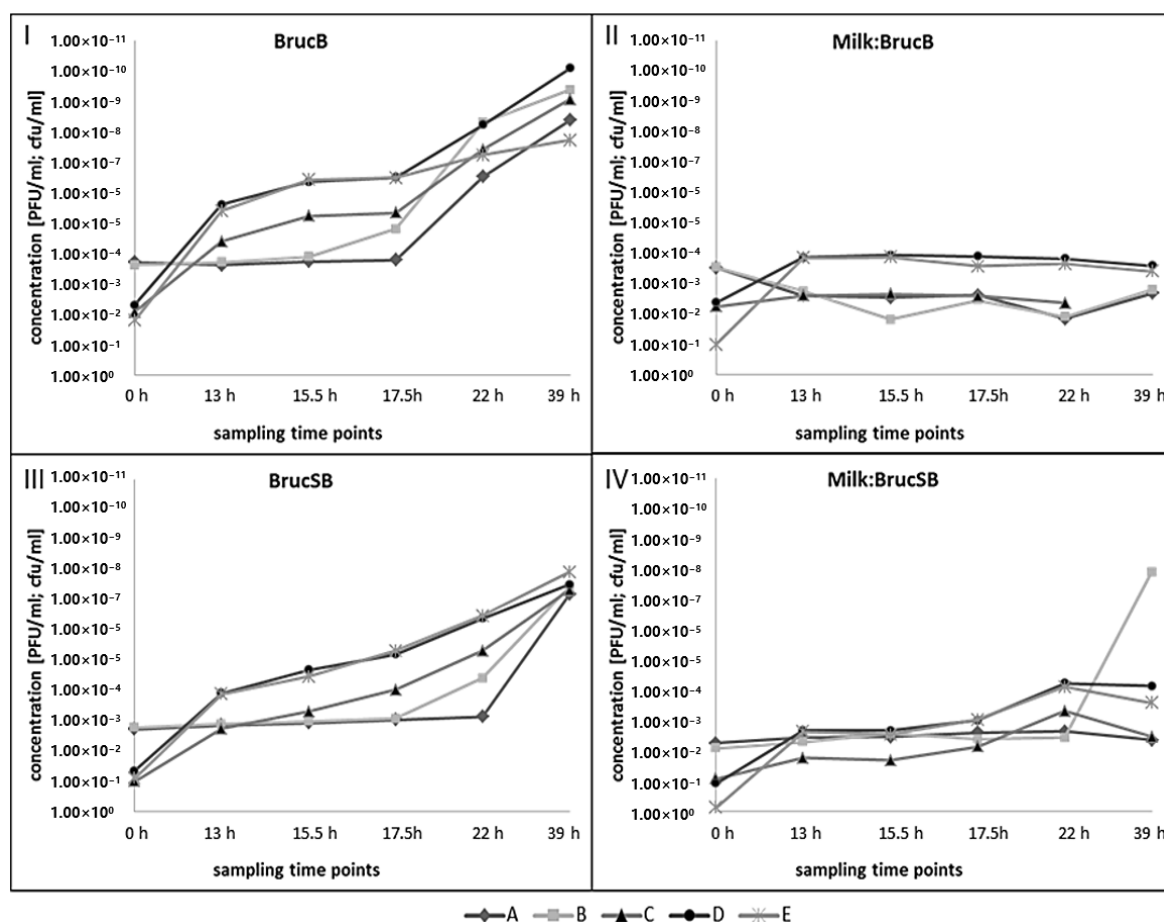 I
BrucB
1.00×10⁻¹¹
1.00×10⁻¹⁰
1.00×10⁻⁹
1.00×10⁻⁸
1.00×10⁻⁷
1.00×10⁻⁵
1.00×10⁻⁵
1.00×10⁻⁴
1.00×10⁻³
1.00×10⁻²
1.00×10⁻¹
1.00×10⁰
concentration [PFU/ml; cfu/ml]
0 h 13 h 15.5 h 17.5h 22 h 39 h
sampling time points
II
Milk:BrucB
1.00×10⁻¹¹
1.00×10⁻¹⁰
1.00×10⁻⁹
1.00×10⁻⁸
1.00×10⁻⁷
1.00×10⁻⁵
1.00×10⁻⁵
1.00×10⁻⁴
1.00×10⁻³
1.00×10⁻²
1.00×10⁻¹
1.00×10⁰
concentration [PFU/ml; cfu/ml]
0 h 13 h 15.5 h 17.5h 22 h 39 h
sampling time points
III
BrucSB
1.00×10⁻¹¹
1.00×10⁻¹⁰
1.00×10⁻⁹
1.00×10⁻⁸
1.00×10⁻⁷
1.00×10⁻⁵
1.00×10⁻⁵
1.00×10⁻⁴
1.00×10⁻³
1.00×10⁻²
1.00×10⁻¹
1.00×10⁰
concentration [PFU/ml; cfu/ml]
0 h 13 h 15.5 h 17.5h 22 h 39 h
sampling time points
IV
Milk:BrucSB
1.00×10⁻¹¹
1.00×10⁻¹⁰
1.00×10⁻⁹
1.00×10⁻⁸
1.00×10⁻⁷
1.00×10⁻⁵
1.00×10⁻⁵
1.00×10⁻⁴
1.00×10⁻³
1.00×10⁻²
1.00×10⁻¹
1.00×10⁰
concentration [PFU/ml; cfu/ml]
0 h 13 h 15.5 h 17.5h 22 h 39 h
sampling time points
A B C D E